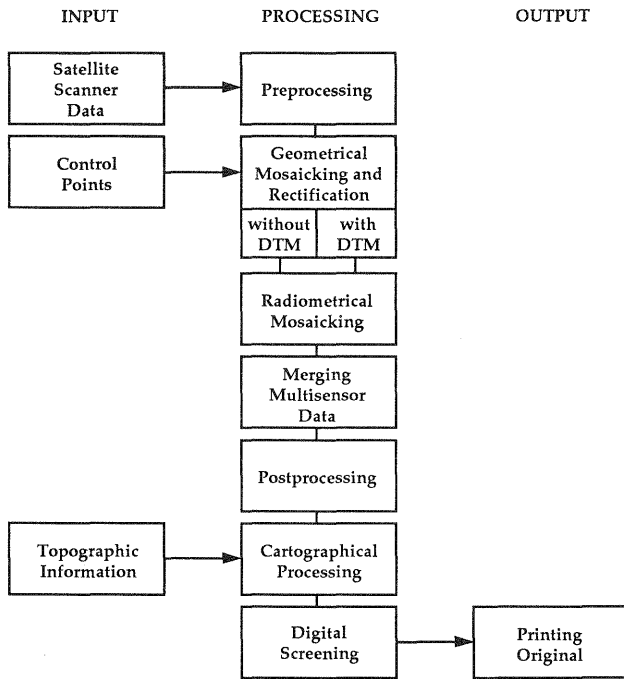 INPUT PROCESSING OUTPUT
Satellite
Scanner
Data
Preprocessing
Control
Points
Geometrical
Mosaicking and
Rectification
without
DTM
with
DTM
Radiometrical
Mosaicking
Merging
Multisensor
Data
Postprocessing
Topographic
Information
Cartographical
Processing
Digital
Screening
Printing
Original